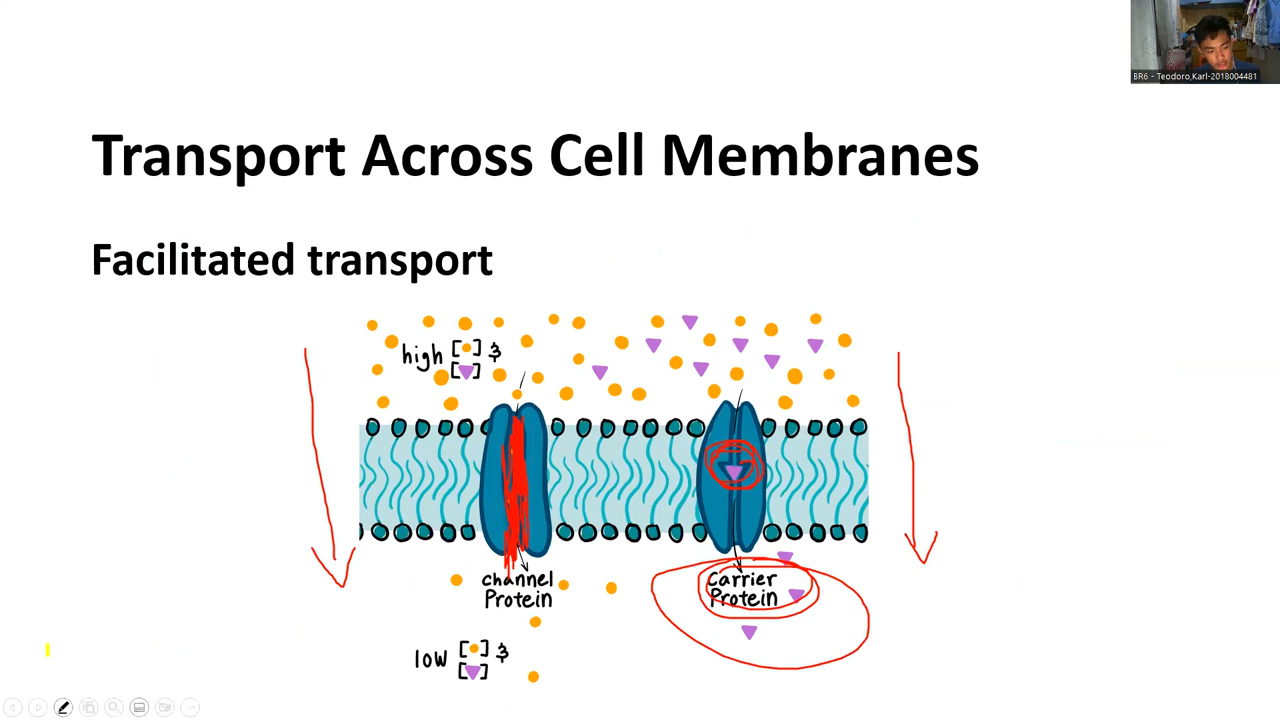 BR6 - Teodoro,Karl-2018004481
Transport Across Cell Membranes
Facilitated transport
high [ ] &
[ ]
channel
Protein
Carrier
Protein
low [ ] &
[ ]